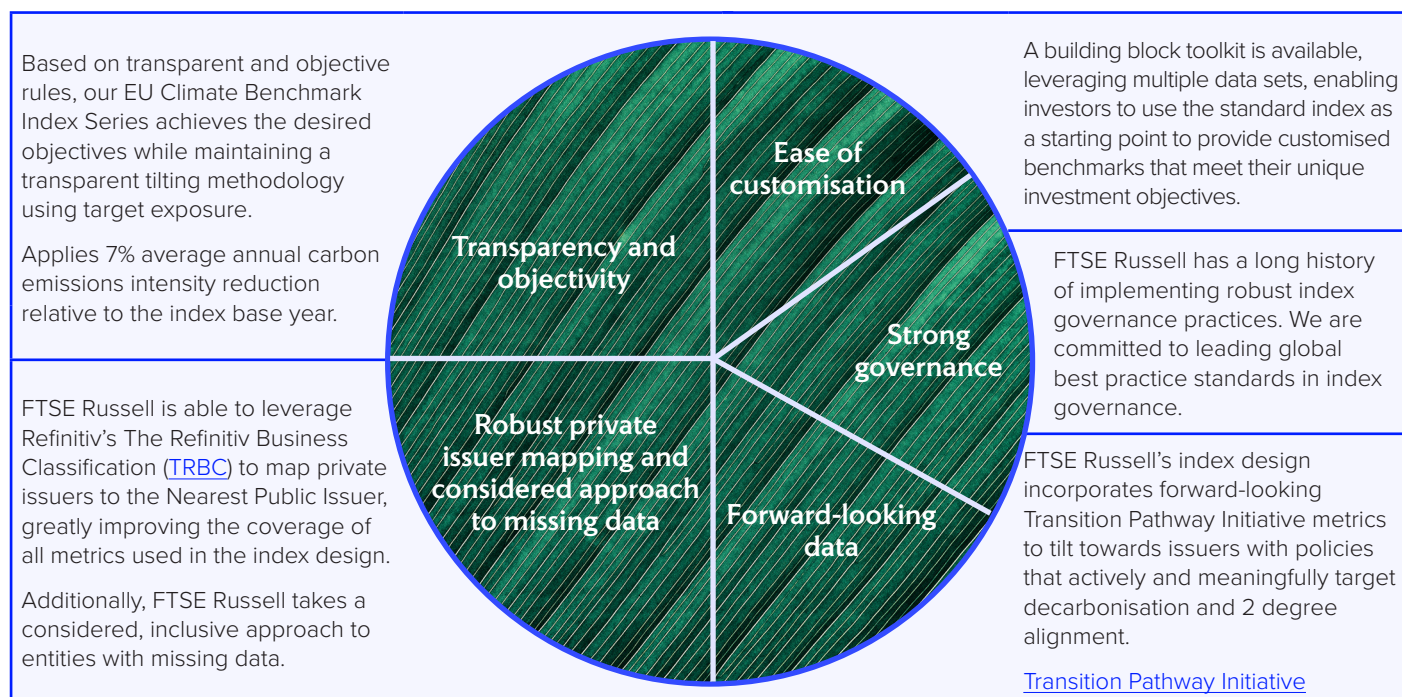 Based on transparent and objective
rules, our EU Climate Benchmark
Index Series achieves the desired
objectives while maintaining a
transparent tilting methodology
using target exposure.
Applies 7% average annual carbon
emissions intensity reduction
relative to the index base year.
FTSE Russell is able to leverage
Refinitiv’s The Refinitiv Business
Classification (TRBC) to map private
issuers to the Nearest Public Issuer,
greatly improving the coverage of
all metrics used in the index design.
Additionally, FTSE Russell takes a
considered, inclusive approach to
entities with missing data.
Transparency and
objectivity
Ease of
customisation
Strong
governance
Robust private
issuer mapping and
considered approach
to missing data
Forward-looking
data
A building block toolkit is available,
leveraging multiple data sets, enabling
investors to use the standard index as
a starting point to provide customised
benchmarks that meet their unique
investment objectives.
FTSE Russell has a long history
of implementing robust index
governance practices. We are
committed to leading global
best practice standards in index
governance.
FTSE Russell’s index design
incorporates forward-looking
Transition Pathway Initiative metrics
to tilt towards issuers with policies
that actively and meaningfully target
decarbonisation and 2 degree
alignment.
Transition Pathway Initiative